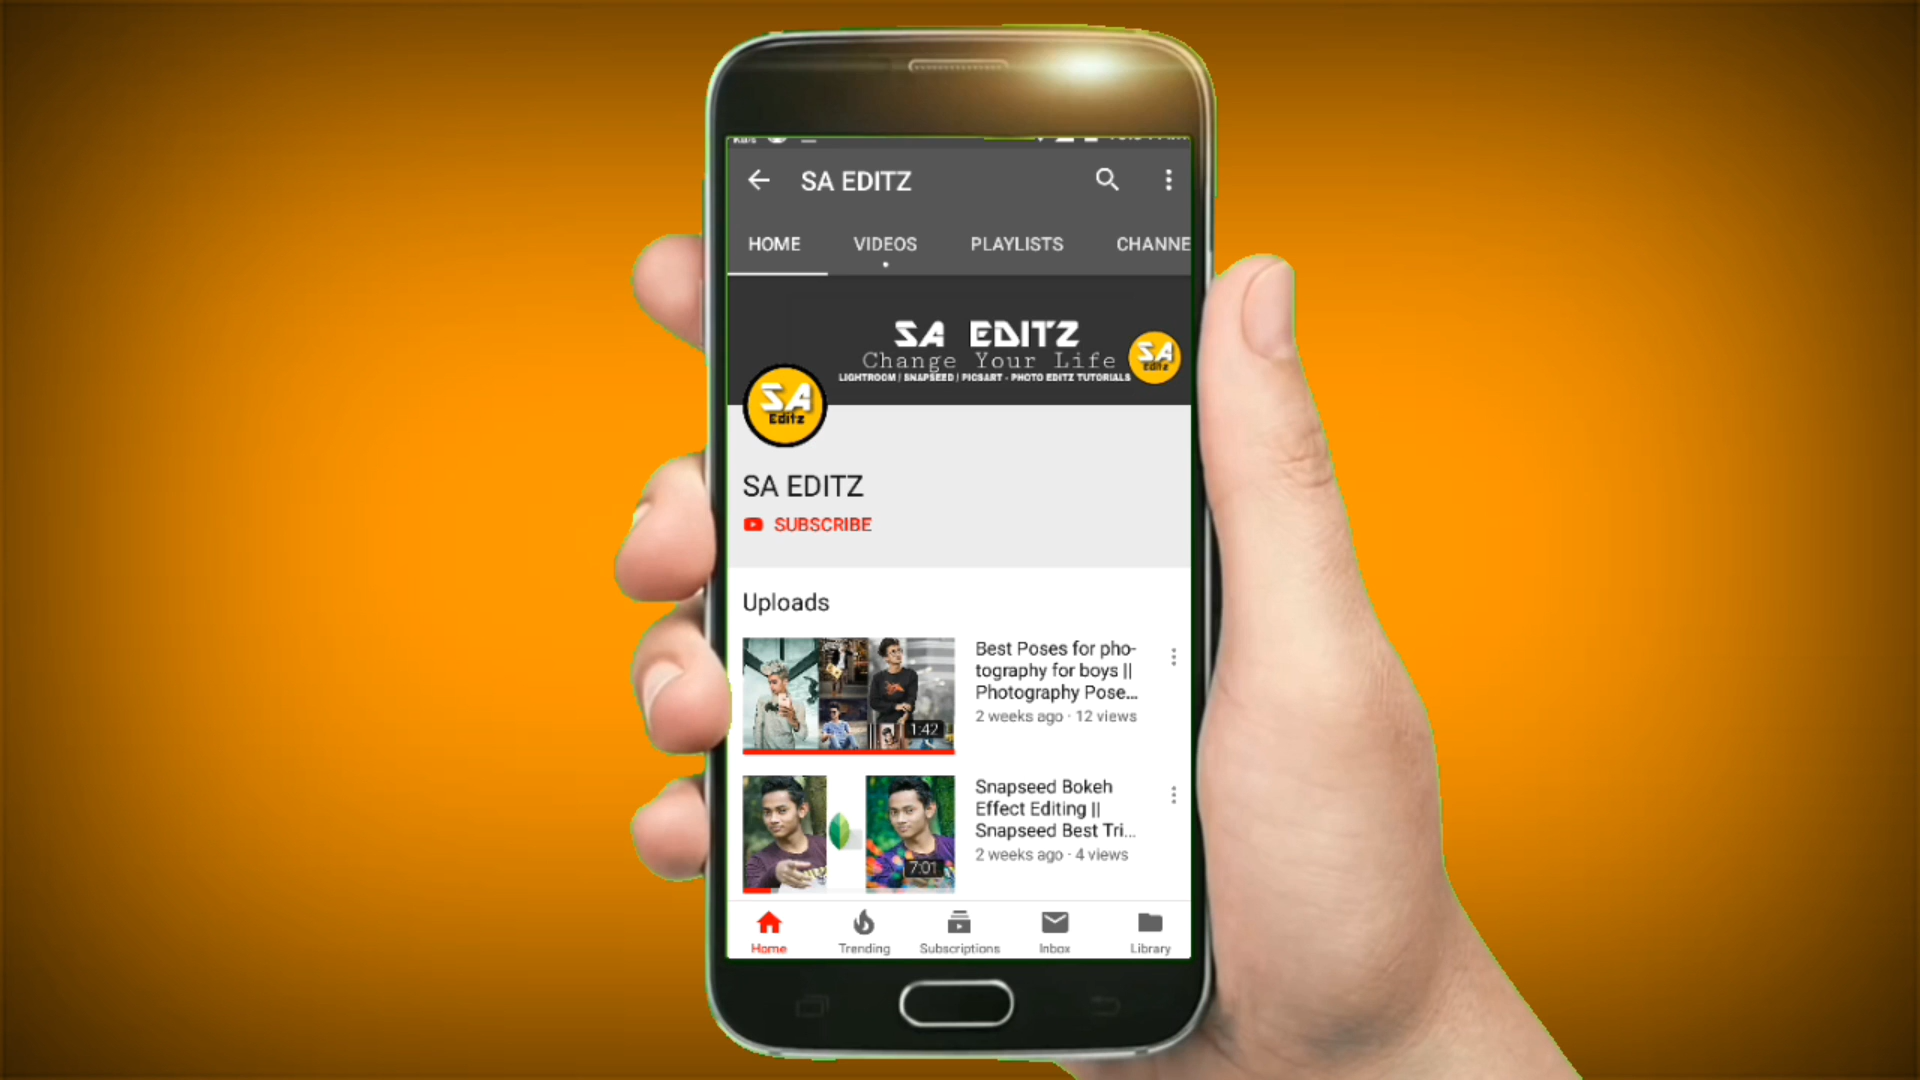 SA EDITZ
HOME VIDEOS PLAYLISTS CHANNE
SA EDITZ
Change Your Life
LIGHTROOM | SNAPSEED | PICSART - PHOTO EDITZ TUTORIALS
SA
Editz
SA
Editz
SA EDITZ
SUBSCRIBE
Uploads
Best Poses for pho-
tography for boys ||
Photography Pose...
2 weeks ago · 12 views
1:42
Snapseed Bokeh
Effect Editing ||
Snapseed Best Tri...
2 weeks ago · 4 views
7:01
Home Trending Subscriptions Inbox Library